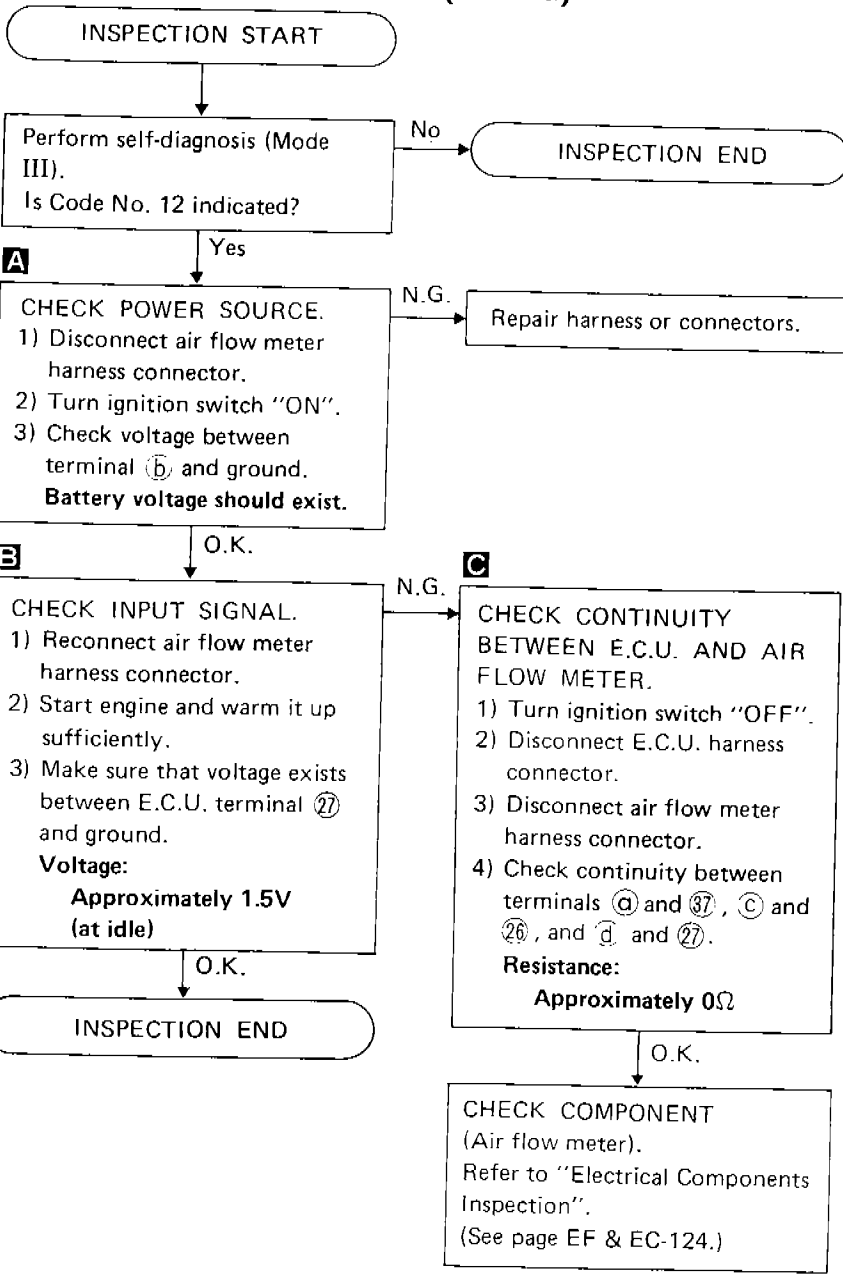 INSPECTION START
Perform self-diagnosis (Mode
III).
Is Code No. 12 indicated?
No
INSPECTION END
Yes
A
CHECK POWER SOURCE.
1) Disconnect air flow meter
harness connector.
2) Turn ignition switch "ON".
3) Check voltage between
terminal ⓑ and ground.
Battery voltage should exist.
N.G.
Repair harness or connectors.
O.K.
B
CHECK INPUT SIGNAL.
1) Reconnect air flow meter
harness connector.
2) Start engine and warm it up
sufficiently.
3) Make sure that voltage exists
between E.C.U. terminal ㉗
and ground.
Voltage:
Approximately 1.5V
(at idle)
O.K.
INSPECTION END
N.G.
C
CHECK CONTINUITY
BETWEEN E.C.U. AND AIR
FLOW METER.
1) Turn ignition switch "OFF".
2) Disconnect E.C.U. harness
connector.
3) Disconnect air flow meter
harness connector.
4) Check continuity between
terminals ⓐ and ㊲, ⓒ and
㉖, and ⓓ and ㉗.
Resistance:
Approximately 0Ω
O.K.
CHECK COMPONENT
(Air flow meter).
Refer to "Electrical Components
Inspection".
(See page EF & EC-124.)